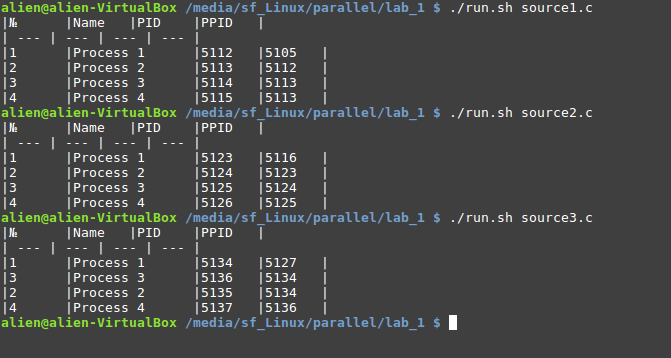 alien@alien-VirtualBox /media/sf_Linux/parallel/lab_1 $ ./run.sh source1.c
|№ |Name |PID |PPID |
| --- | --- | --- | --- |
|1 |Process 1 |5112 |5105 |
|2 |Process 2 |5113 |5112 |
|3 |Process 3 |5114 |5113 |
|4 |Process 4 |5115 |5113 |
alien@alien-VirtualBox /media/sf_Linux/parallel/lab_1 $ ./run.sh source2.c
|№ |Name |PID |PPID |
| --- | --- | --- | --- |
|1 |Process 1 |5123 |5116 |
|2 |Process 2 |5124 |5123 |
|3 |Process 3 |5125 |5124 |
|4 |Process 4 |5126 |5125 |
alien@alien-VirtualBox /media/sf_Linux/parallel/lab_1 $ ./run.sh source3.c
|№ |Name |PID |PPID |
| --- | --- | --- | --- |
|1 |Process 1 |5134 |5127 |
|3 |Process 3 |5136 |5134 |
|2 |Process 2 |5135 |5134 |
|4 |Process 4 |5137 |5136 |
alien@alien-VirtualBox /media/sf_Linux/parallel/lab_1 $